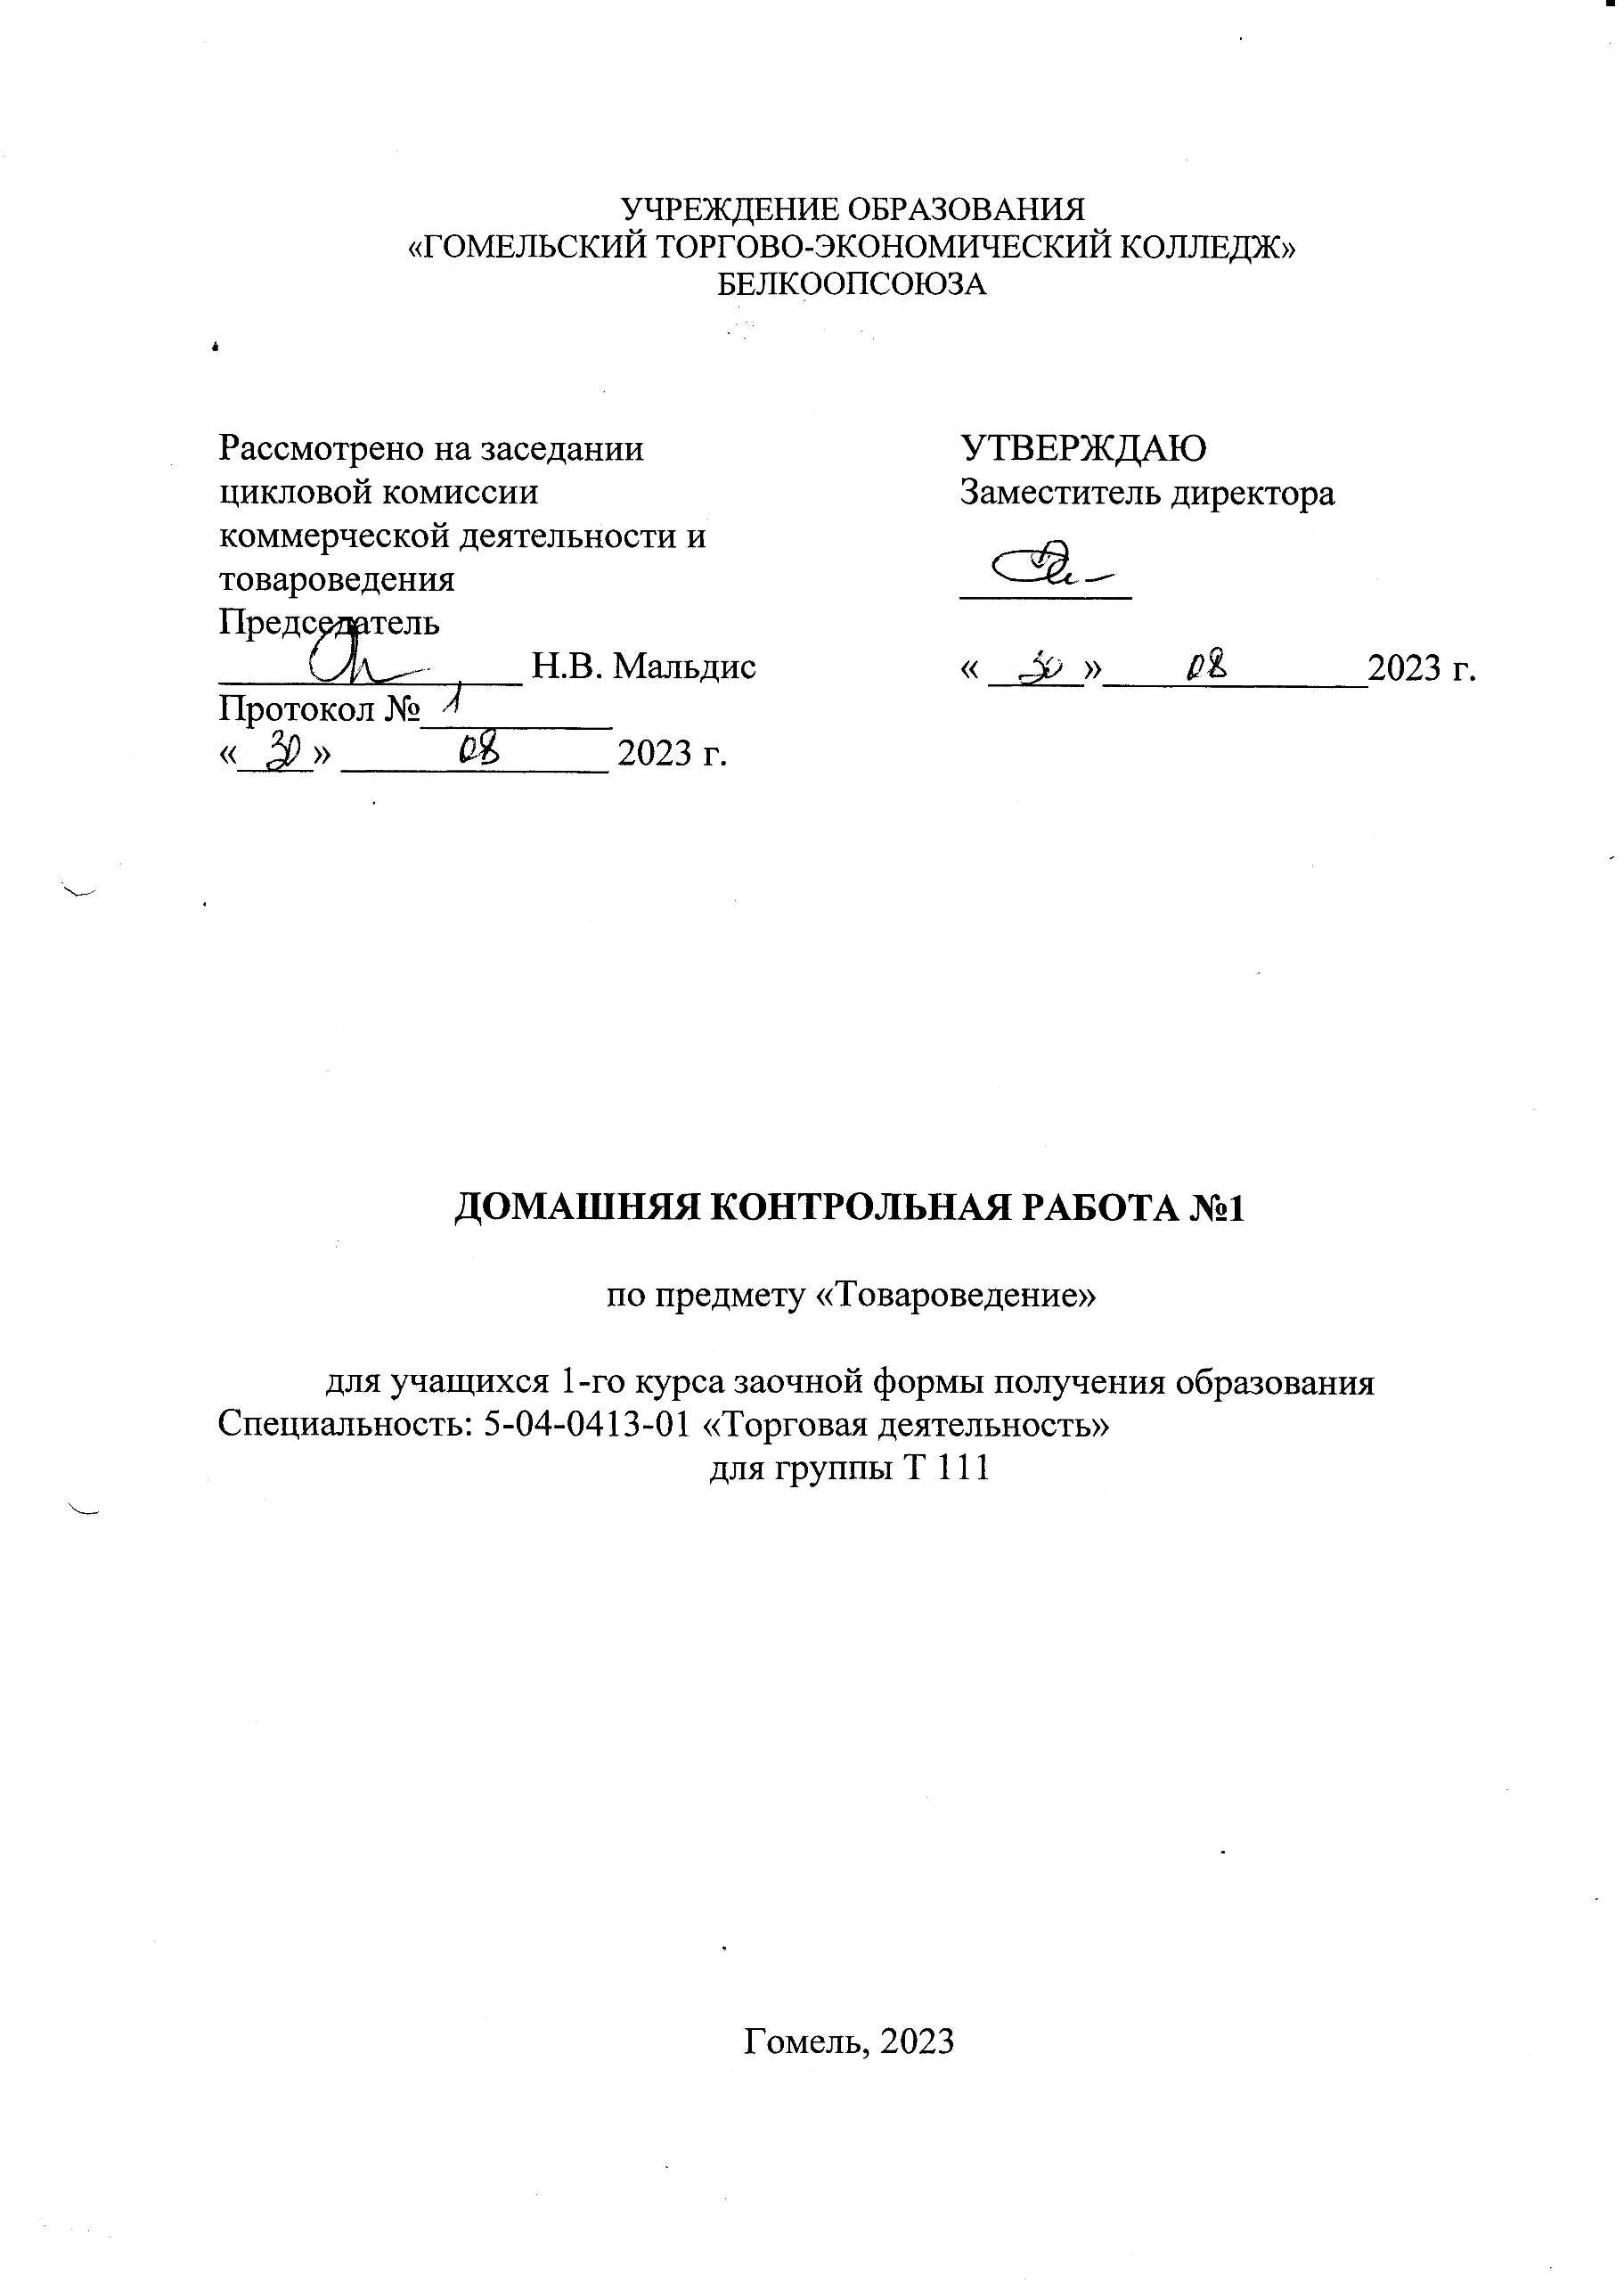 УЧРЕЖДЕНИЕ ОБРАЗОВАНИЯ
«ГОМЕЛЬСКИЙ ТОРГОВО-ЭКОНОМИЧЕСКИЙ КОЛЛЕДЖ»
БЕЛКООПСОЮЗА
Рассмотрено на заседании
цикловой комиссии
коммерческой деятельности и
товароведения
Председатель
________________ Н.В. Мальдис
Протокол № 1
«30» 08 2023 г.
УТВЕРЖДАЮ
Заместитель директора
_________
«30» 08 2023 г.
ДОМАШНЯЯ КОНТРОЛЬНАЯ РАБОТА №1
по предмету «Товароведение»
для учащихся 1-го курса заочной формы получения образования
Специальность: 5-04-0413-01 «Торговая деятельность»
для группы Т 111
Гомель, 2023